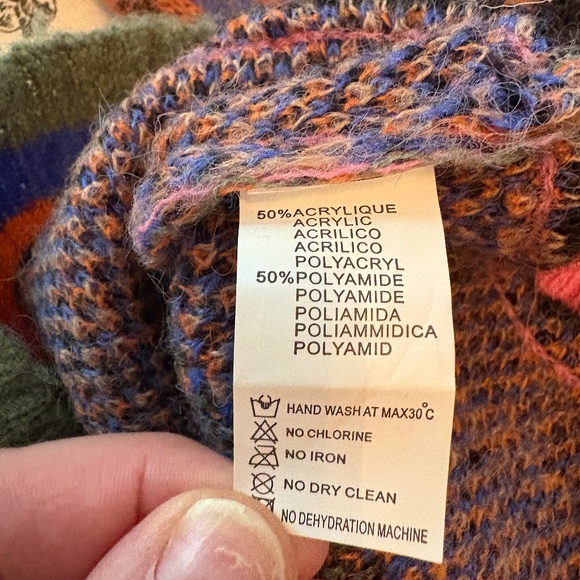 50% ACRYLIQUE
ACRYLIC
ACRILICO
ACRILICO
POLYACRYL
50% POLYAMIDE
POLYAMIDE
POLIAMIDA
POLIAMMIDICA
POLYAMID
HAND WASH AT MAX30°C
NO CHLORINE
NO IRON
NO DRY CLEAN
NO DEHYDRATION MACHINE